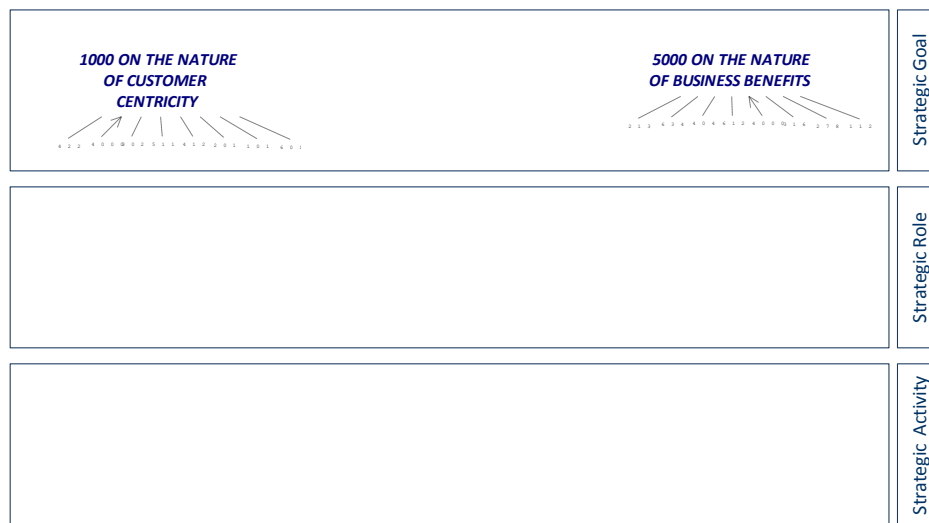 1000 ON THE NATURE
OF CUSTOMER
CENTRICITY
5000 ON THE NATURE
OF BUSINESS BENEFITS
Strategic Goal
Strategic Role
Strategic Activity